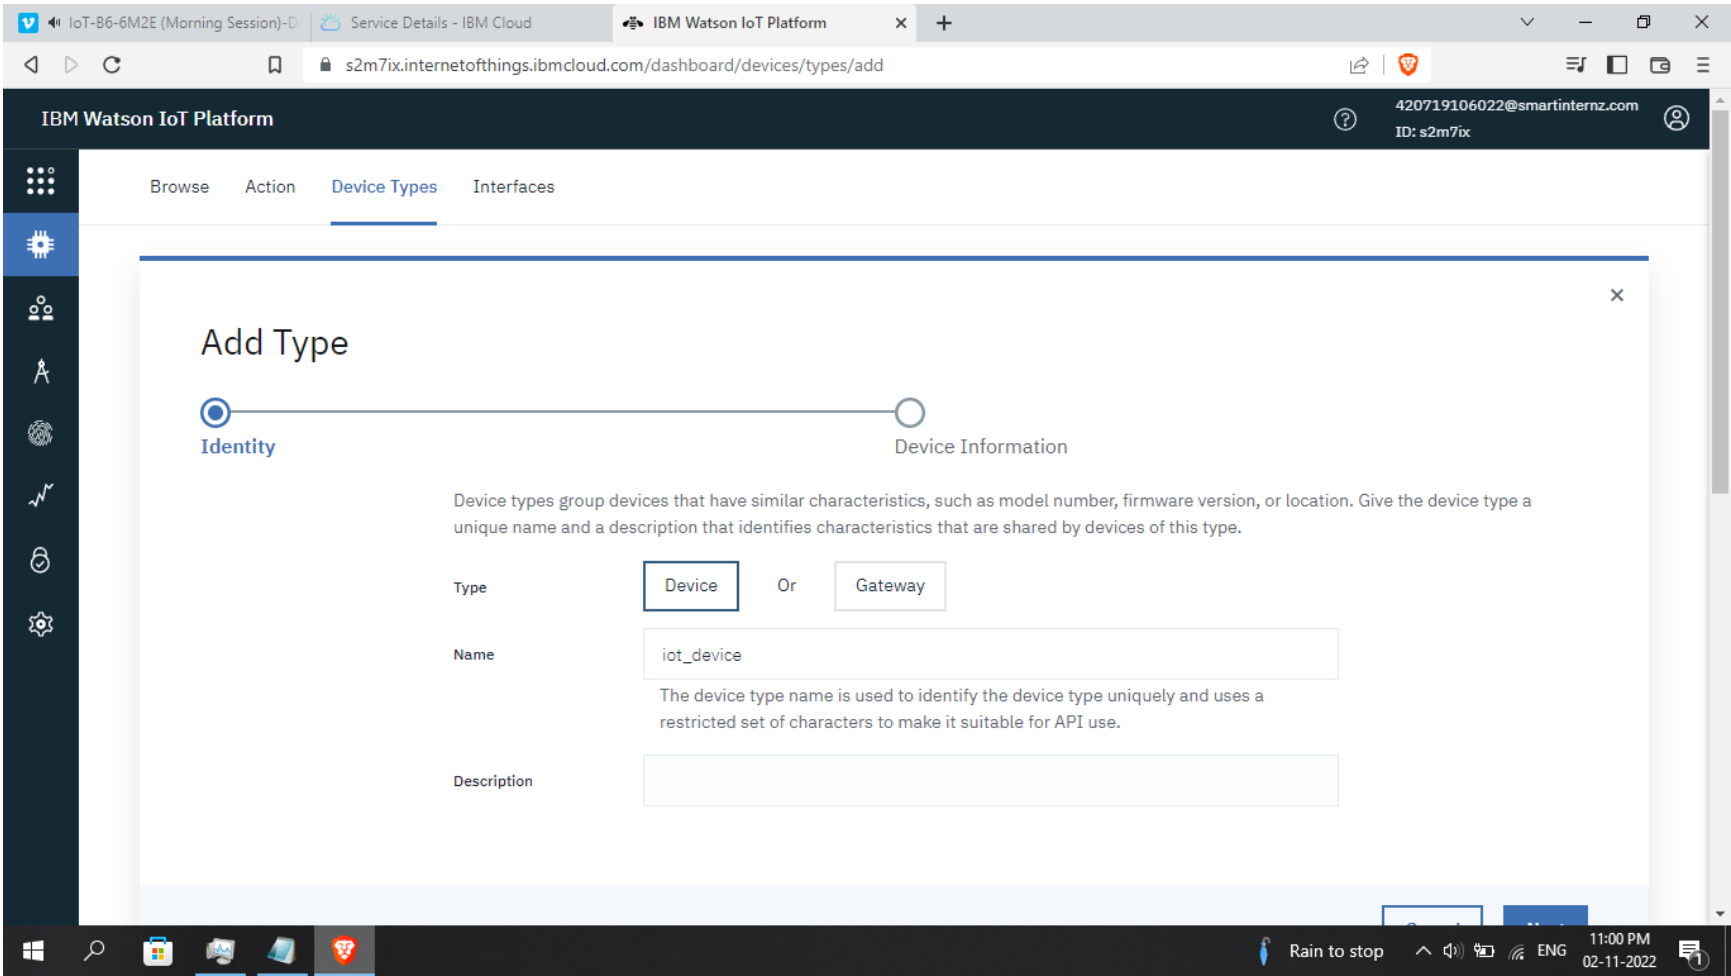 IoT-B6-6M2E (Morning Session)-D
Service Details - IBM Cloud
IBM Watson IoT Platform
s2m7ix.internetofthings.ibmcloud.com/dashboard/devices/types/add
IBM Watson IoT Platform
420719106022@smartinternz.com
ID: s2m7ix
Browse
Action
Device Types
Interfaces
Add Type
Identity
Device Information
Device types group devices that have similar characteristics, such as model number, firmware version, or location. Give the device type a
unique name and a description that identifies characteristics that are shared by devices of this type.
Type
Device
Or
Gateway
Name
iot_device
The device type name is used to identify the device type uniquely and uses a
restricted set of characters to make it suitable for API use.
Description
Rain to stop
ENG
11:00 PM
02-11-2022
1